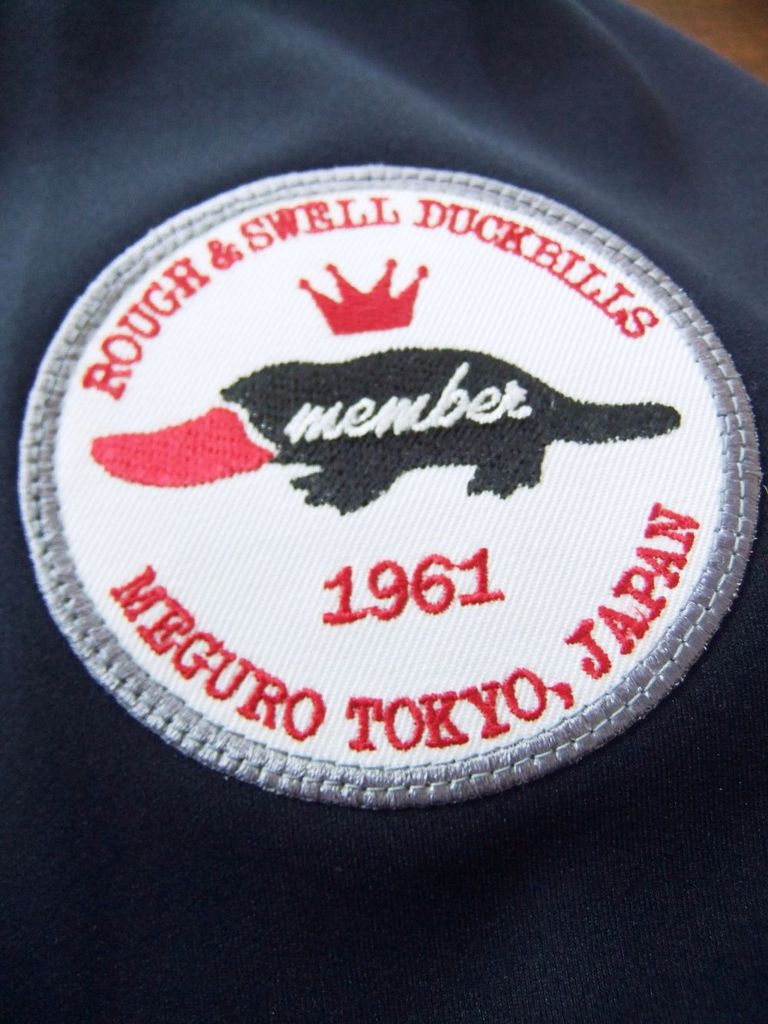 ROUGH & SWELL DUCKBILLS
member
1961
MEGURO TOKYO, JAPAN